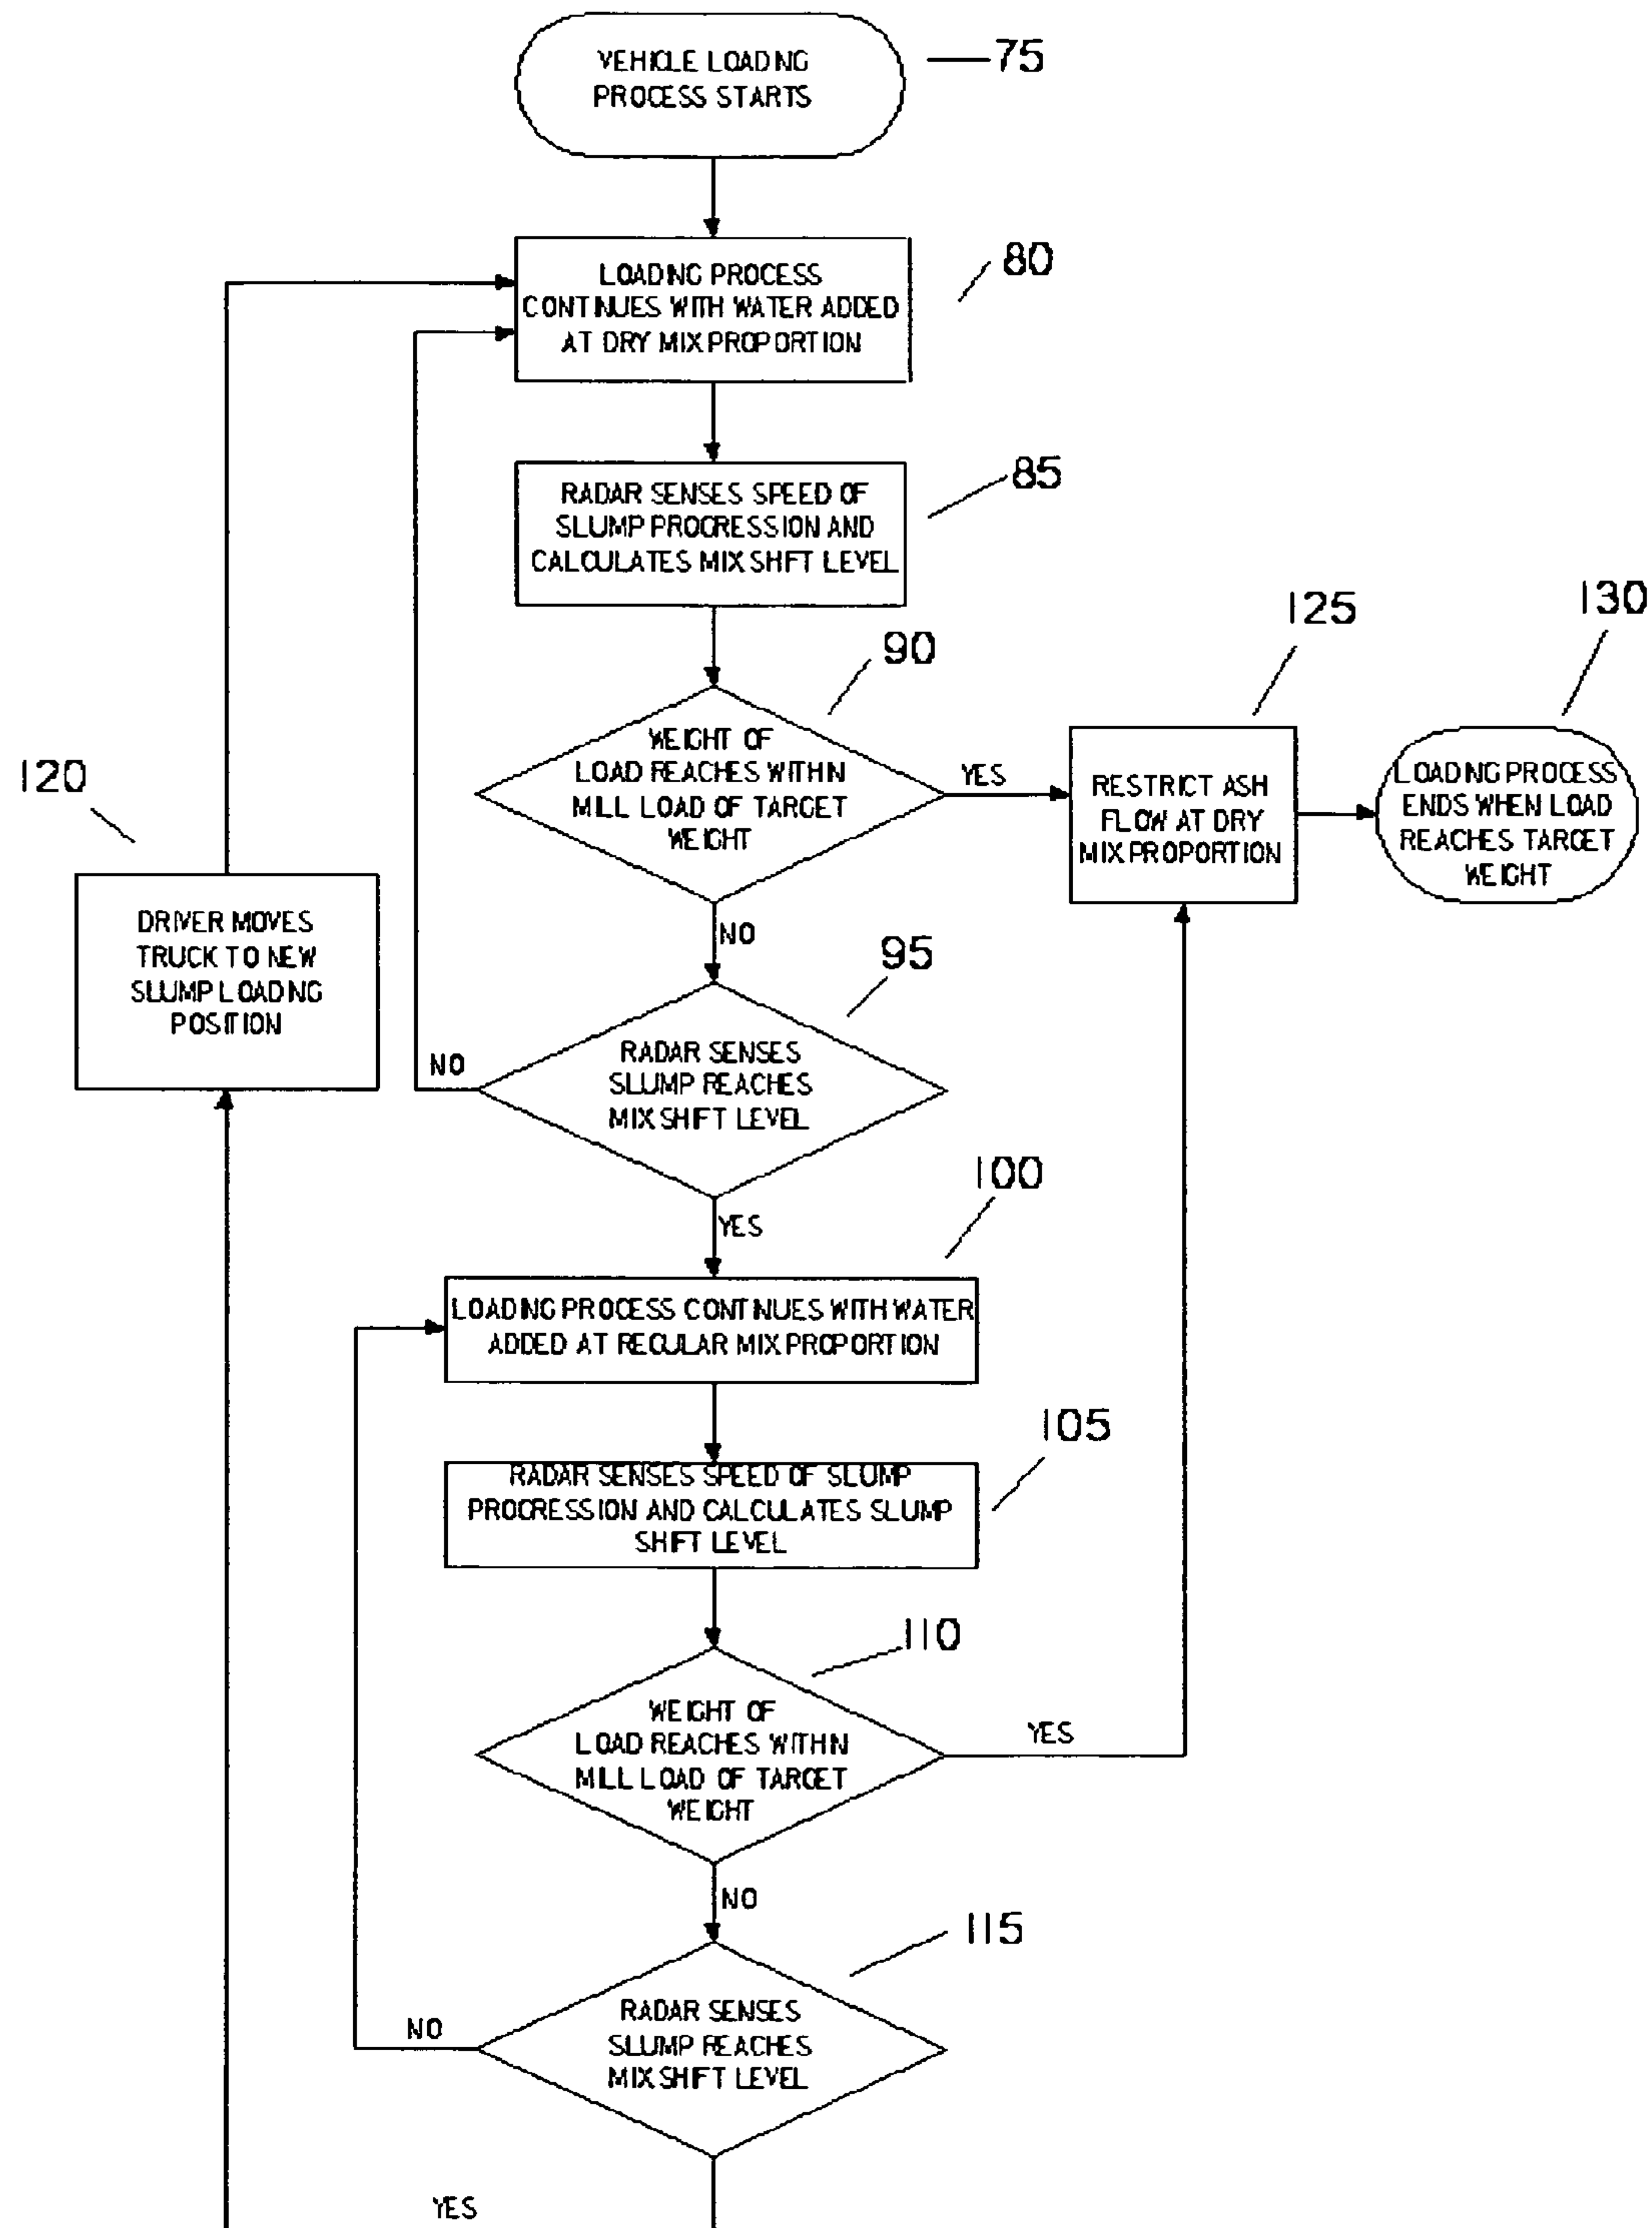 VEHICLE LOADING
PROCESS STARTS
75
LOADING PROCESS
CONTINUES WITH WATER ADDED
AT DRY MIX PROPORTION
80
RADAR SENSES SPEED OF
SLUMP PROGRESSION AND
CALCULATES MIX SHIFT LEVEL
85
WEIGHT OF
LOAD REACHES WITHIN
MILL LOAD OF TARGET
WEIGHT
90
YES
NO
RESTRICT ASH
FLOW AT DRY
MIX PROPORTION
125
LOADING PROCESS
ENDS WHEN LOAD
REACHES TARGET
WEIGHT
130
120
DRIVER MOVES
TRUCK TO NEW
SLUMP LOADING
POSITION
RADAR SENSES
SLUMP REACHES
MIX SHIFT LEVEL
95
NO
YES
100
LOADING PROCESS CONTINUES WITH WATER
ADDED AT REGULAR MIX PROPORTION
105
RADAR SENSES SPEED OF SLUMP
PROGRESSION AND CALCULATES SLUMP
SHIFT LEVEL
110
WEIGHT OF
LOAD REACHES WITHIN
MILL LOAD OF TARGET
WEIGHT
YES
NO
115
RADAR SENSES
SLUMP REACHES
MIX SHIFT LEVEL
NO
YES